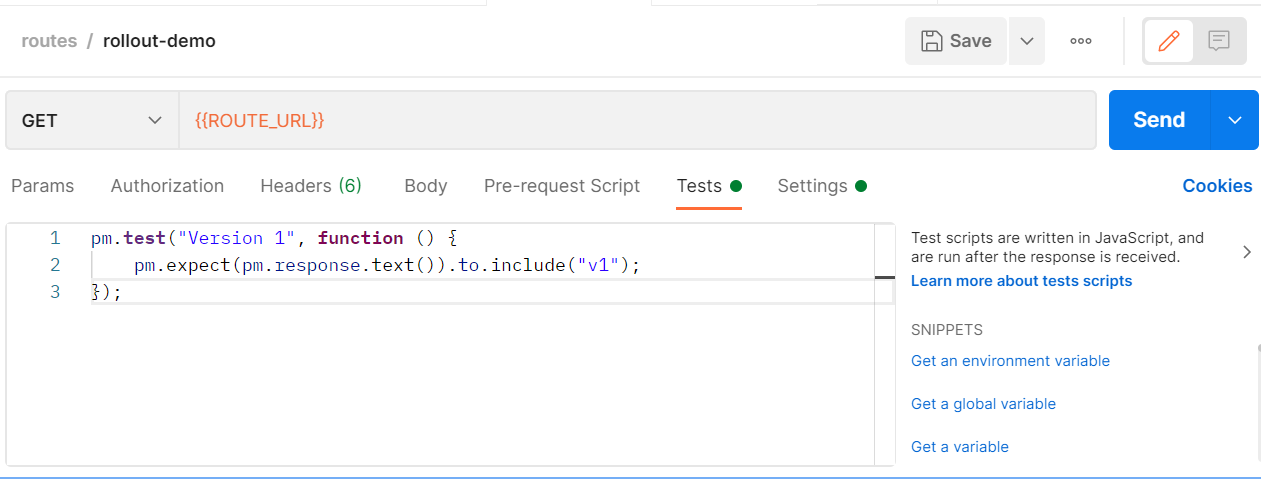 routes / rollout-demo
Save
GET
{{ROUTE_URL}}
Send
Params
Authorization
Headers (6)
Body
Pre-request Script
Tests
Settings
Cookies
1 pm.test("Version 1", function () {
2 pm.expect(pm.response.text()).to.include("v1");
3 });
Test scripts are written in JavaScript, and
are run after the response is received.
Learn more about tests scripts
SNIPPETS
Get an environment variable
Get a global variable
Get a variable